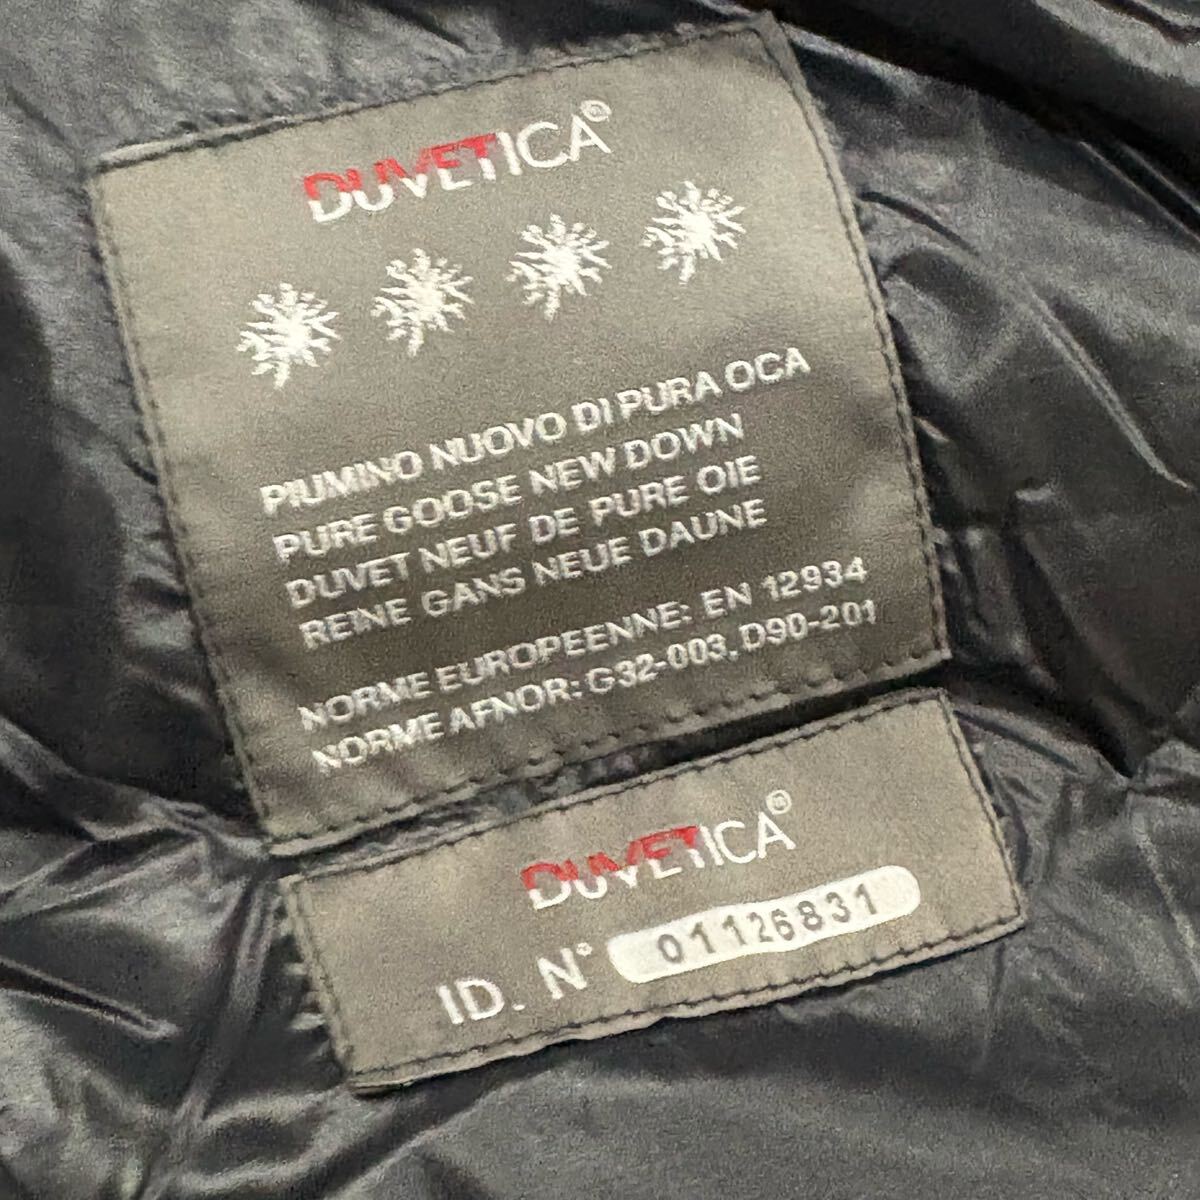 DUVETICA®
PIUMINO NUOVO DI PURA OCA
PURE GOOSE NEW DOWN
DUVET NEUF DE PURE OIE
REINE GANS NEUE DAUNE
NORME EUROPEENNE: EN 12934
NORME AFNOR: G32-003, D90-201
DUVETICA®
ID. N° 01126831